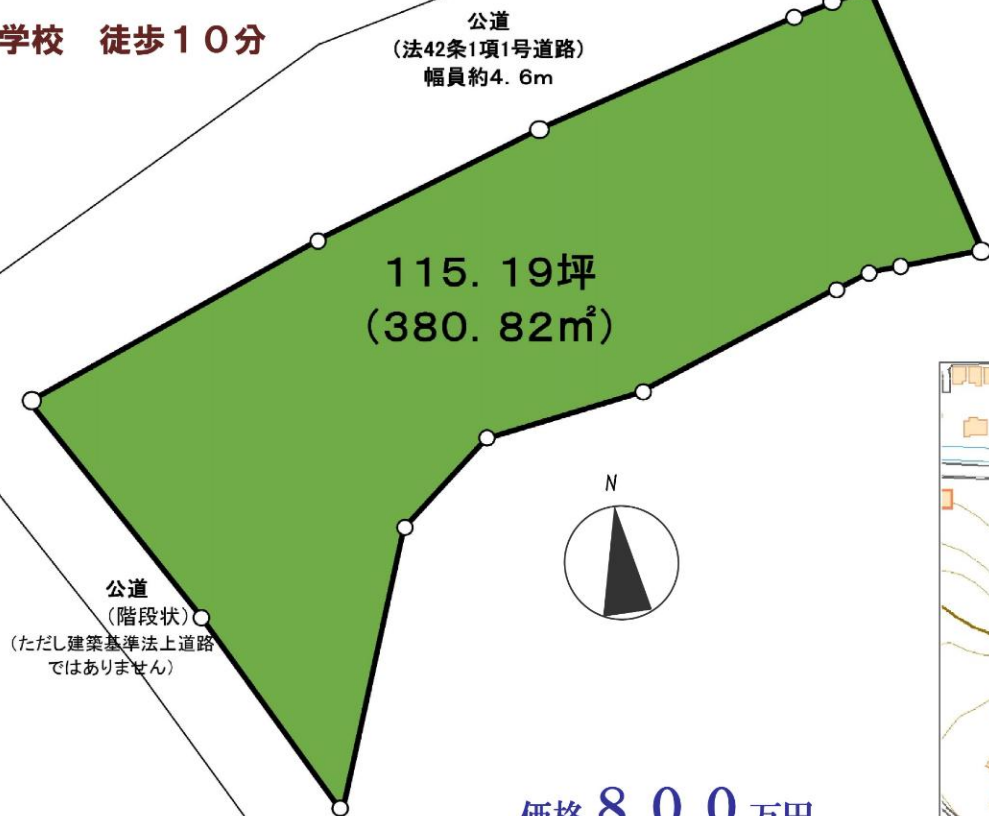 学校 徒歩10分
公道
(法42条1項1号道路)
幅員約4.6m
115.19坪
(380.82㎡)
N
公道
(階段状)
(ただし建築基準法上道路
ではありません)
価格800万円